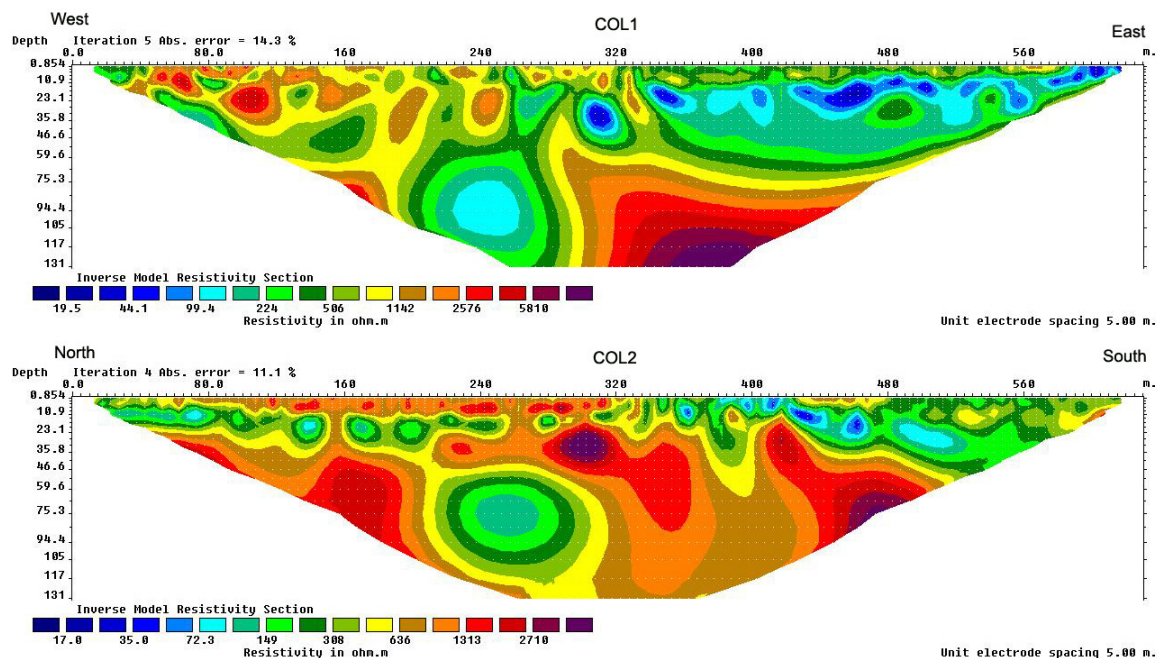 West COL1 East
Depth Iteration 5 Abs. error = 14.3 %
0.0 80.0 160 240 320 400 480 560 m.
0.854
10.9
23.1
35.8
46.6
59.6
75.3
94.4
105
117
131
Inverse Model Resistivity Section
19.5 44.1 99.4 224 506 1142 2576 5810
Resistivity in ohm.m Unit electrode spacing 5.00 m.
North COL2 South
Depth Iteration 4 Abs. error = 11.1 %
0.0 80.0 160 240 320 400 480 560 m.
0.854
10.9
23.1
35.8
46.6
59.6
75.3
94.4
105
117
131
Inverse Model Resistivity Section
17.0 35.0 72.3 149 308 636 1313 2710
Resistivity in ohm.m Unit electrode spacing 5.00 m.